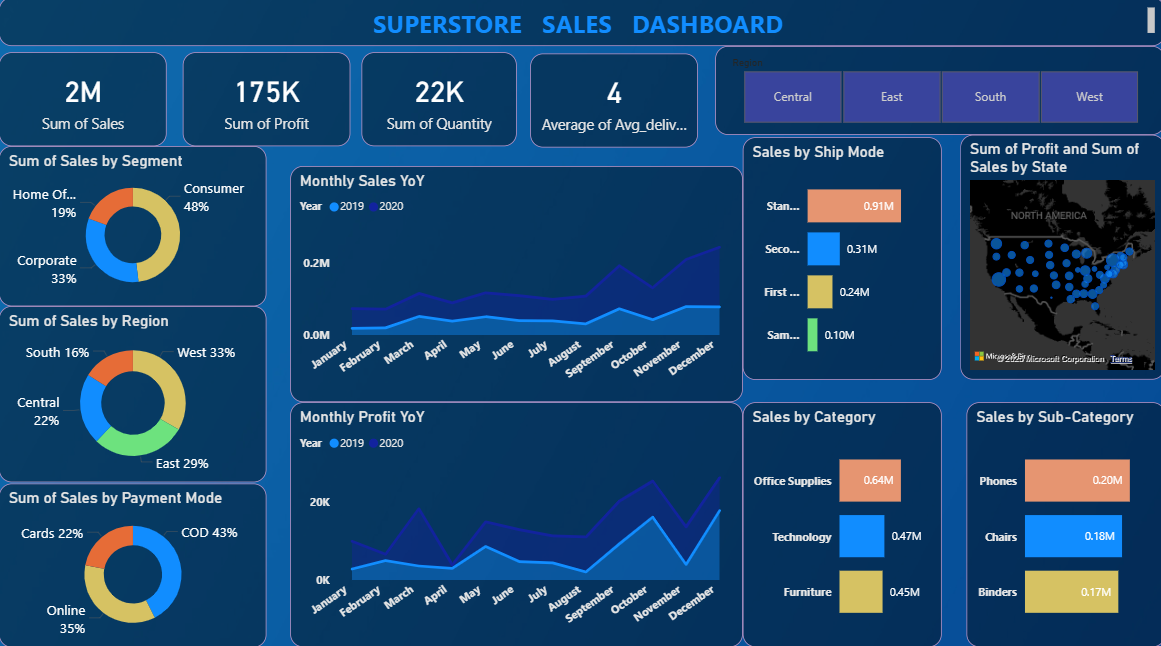 SUPERSTORE SALES DASHBOARD
2M
Sum of Sales
175K
Sum of Profit
22K
Sum of Quantity
4
Average of Avg_deliv...
Region
Central
East
South
West
Sum of Sales by Segment
Home Of...
19%
Consumer
48%
Corporate
33%
Sum of Sales by Region
South 16%
West 33%
Central
22%
East 29%
Sum of Sales by Payment Mode
Cards 22%
COD 43%
Online
35%
Monthly Sales YoY
Year 2019 2020
0.2M
0.0M
January
February
March
April
May
June
July
August
September
October
November
December
Monthly Profit YoY
Year 2019 2020
20K
0K
January
February
March
April
May
June
July
August
September
October
November
December
Sales by Ship Mode
Stan... 0.91M
Seco... 0.31M
First ... 0.24M
Sam... 0.10M
Sum of Profit and Sum of
Sales by State
NORTH AMERICA
© 2023 Microsoft Corporation Terms
Sales by Category
Office Supplies 0.64M
Technology 0.47M
Furniture 0.45M
Sales by Sub-Category
Phones 0.20M
Chairs 0.18M
Binders 0.17M